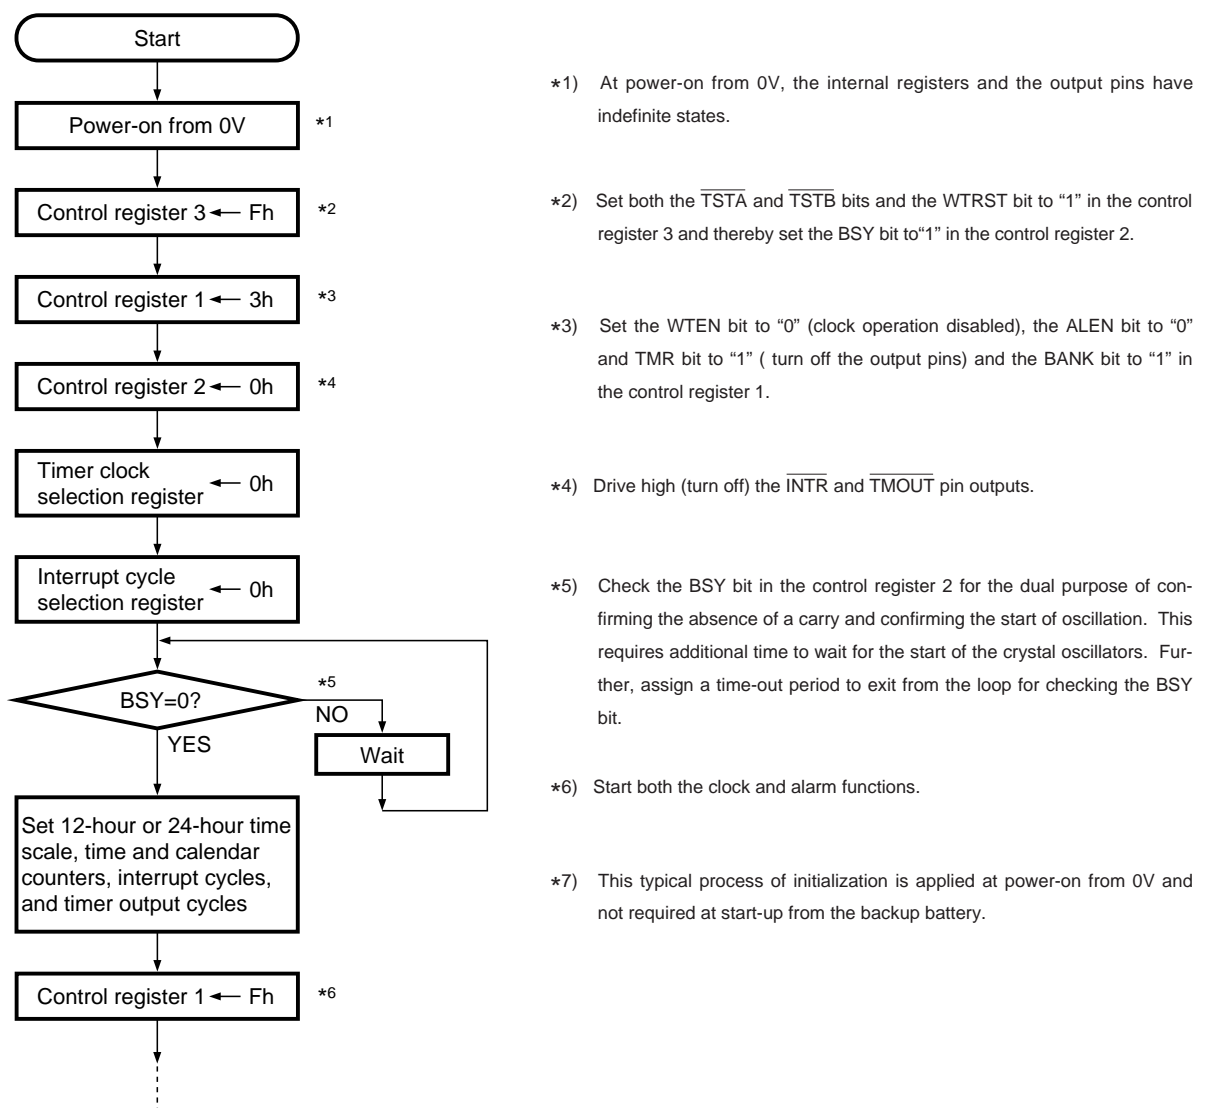 Start
Power-on from 0V
*1
Control register 3 ← Fh
*2
Control register 1 ← 3h
*3
Control register 2 ← 0h
*4
Timer clock
selection register ← 0h
Interrupt cycle
selection register ← 0h
BSY=0?
*5
NO
YES
Wait
Set 12-hour or 24-hour time
scale, time and calendar
counters, interrupt cycles,
and timer output cycles
Control register 1 ← Fh
*6
*1) At power-on from 0V, the internal registers and the output pins have
indefinite states.
*2) Set both the T̅S̅T̅A̅ and T̅S̅T̅B̅ bits and the WTRST bit to “1” in the control
register 3 and thereby set the BSY bit to“1” in the control register 2.
*3) Set the WTEN bit to “0” (clock operation disabled), the ALEN bit to “0”
and TMR bit to “1” ( turn off the output pins) and the BANK bit to “1” in
the control register 1.
*4) Drive high (turn off) the I̅N̅T̅R̅ and T̅M̅O̅U̅T̅ pin outputs.
*5) Check the BSY bit in the control register 2 for the dual purpose of con-
firming the absence of a carry and confirming the start of oscillation. This
requires additional time to wait for the start of the crystal oscillators. Fur-
ther, assign a time-out period to exit from the loop for checking the BSY
bit.
*6) Start both the clock and alarm functions.
*7) This typical process of initialization is applied at power-on from 0V and
not required at start-up from the backup battery.